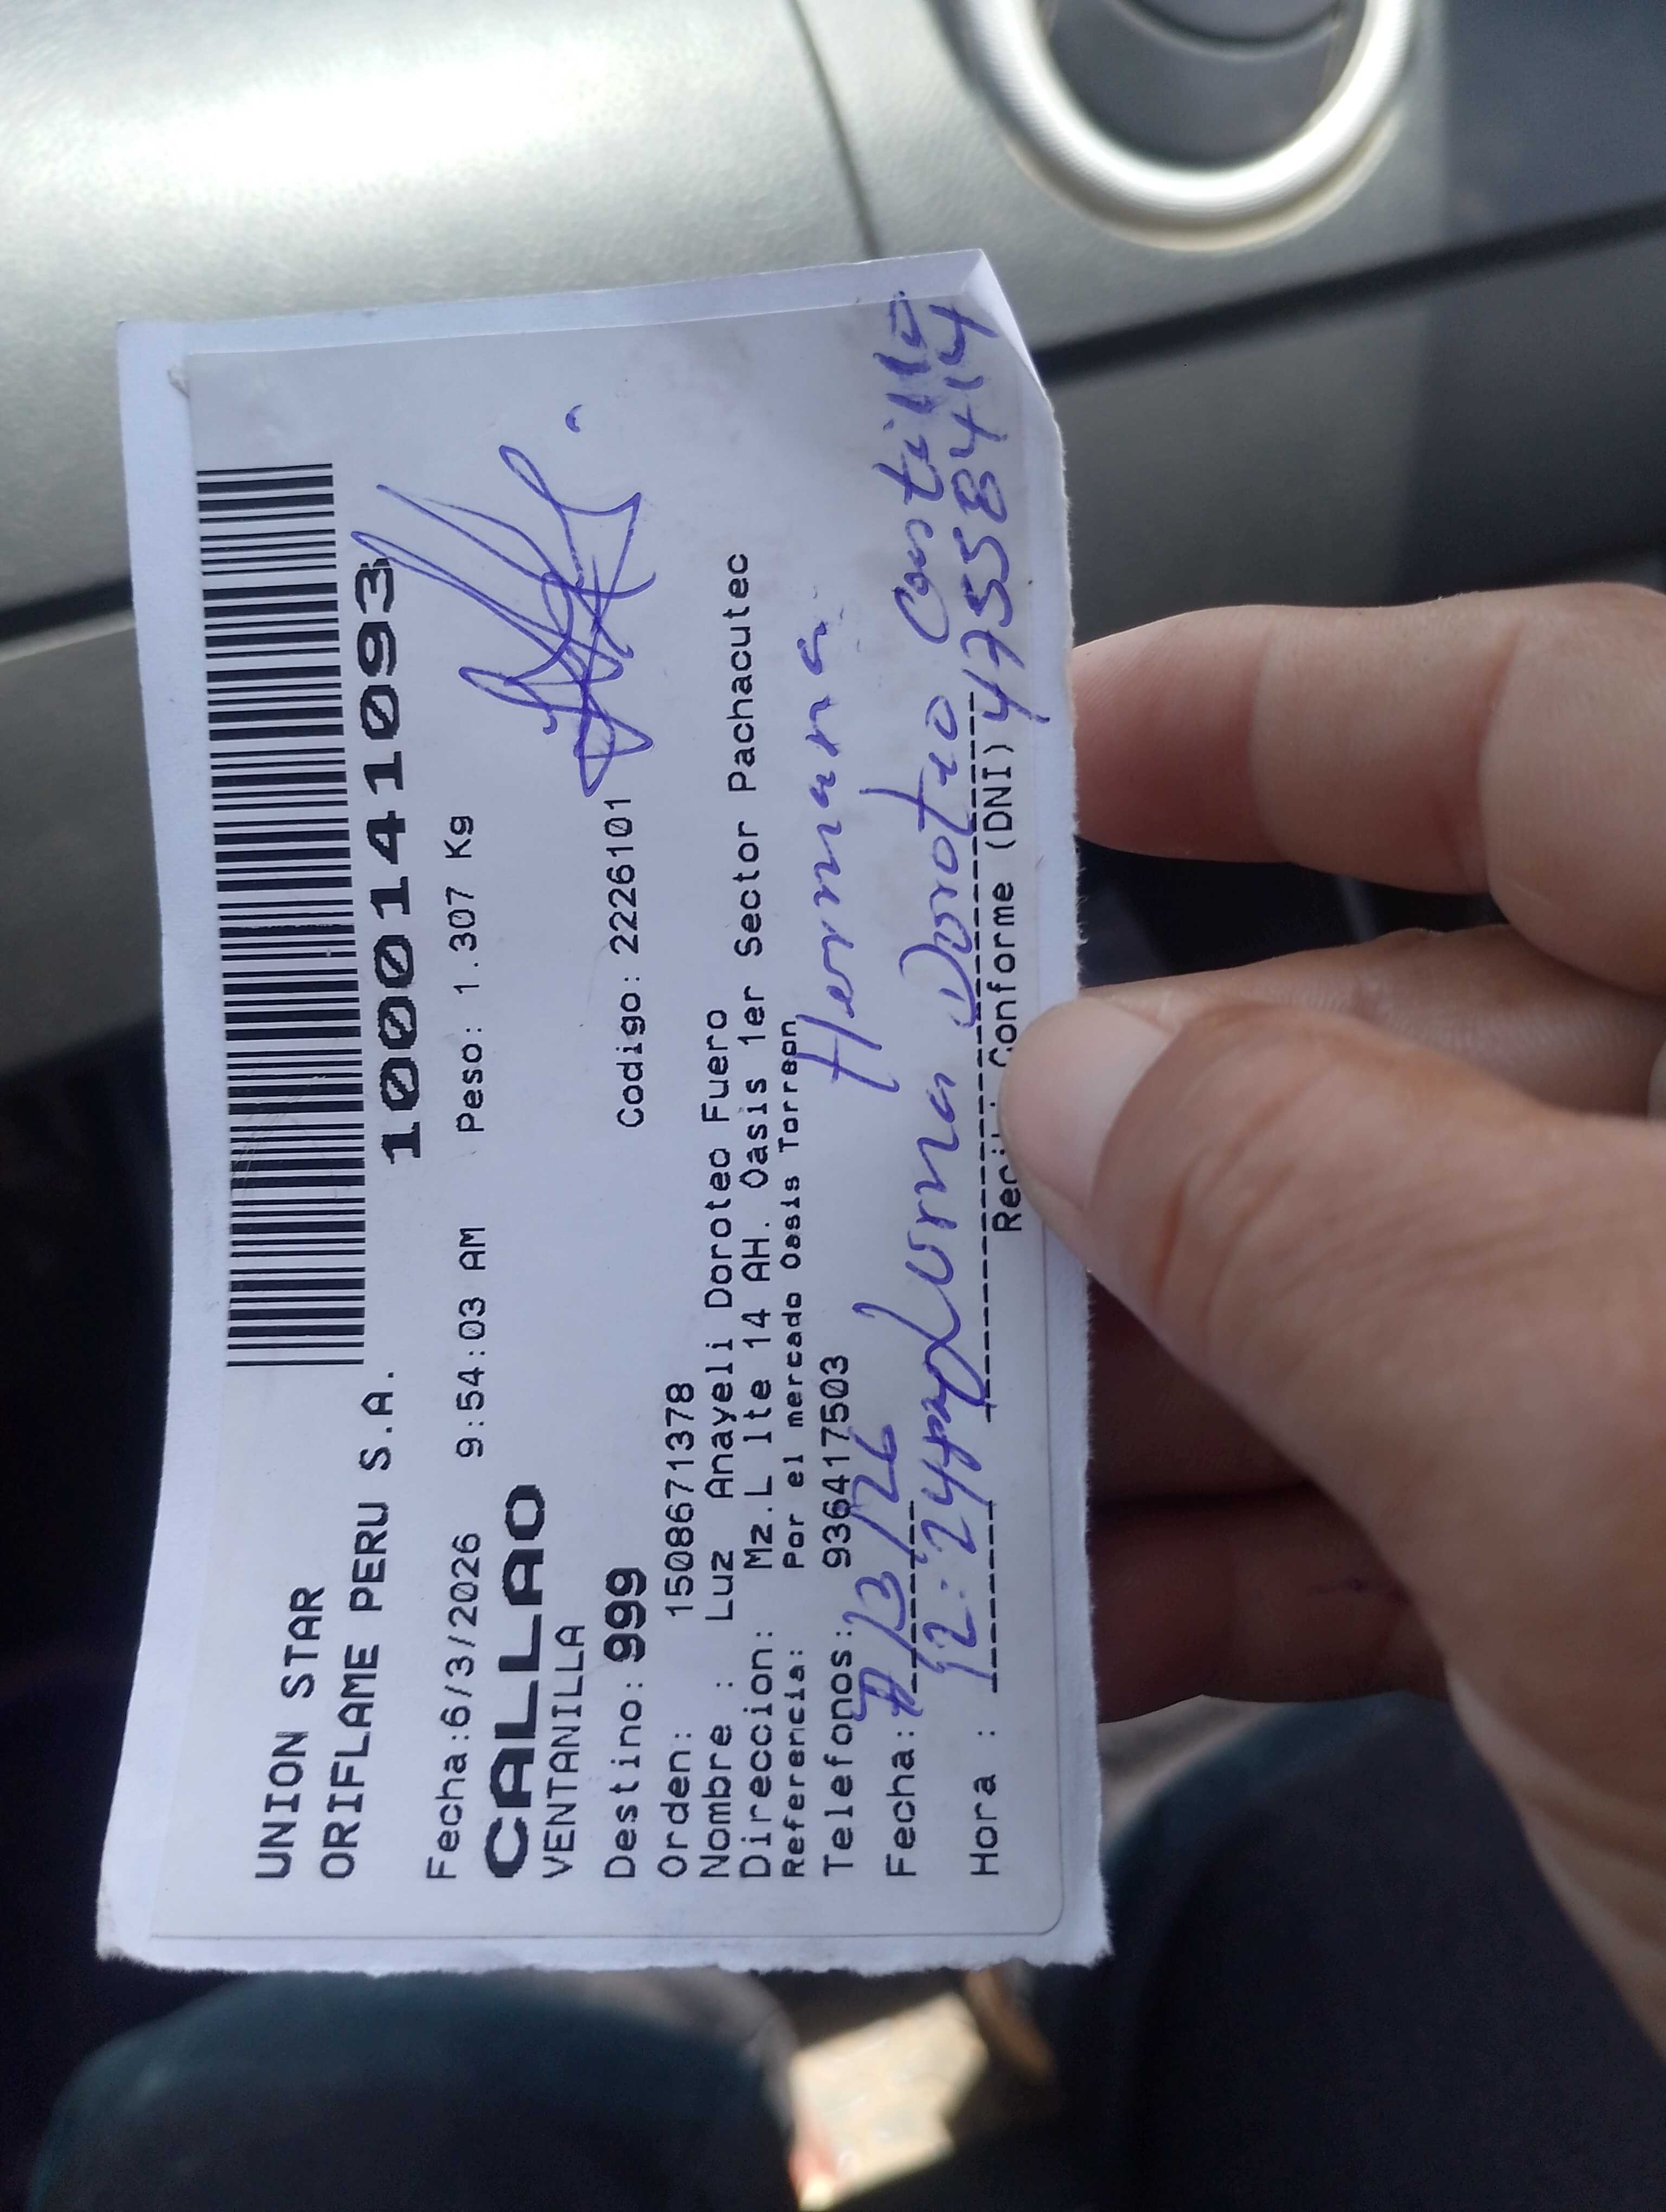 UNION STAR
ORIFLAME PERU S.A.
1000141093
Fecha:6/3/2026 9:54:03 AM Peso: 1.307 Kg
CALLAO
VENTANILLA
Destino: 999 Codigo: 2226101
Orden: 1508671378
Nombre : Luz Anayeli Doroteo Fuero
Direccion: Mz.L lte 14 AH. Oasis 1er Sector Pachacutec
Referencia: Por el mercado Oasis Torreon
Telefonos: 936417503
Hermana
Fecha: /3/26
Hora : 12:24pm Norma Doroteo Castillo
Conforme (DNI) 47558414